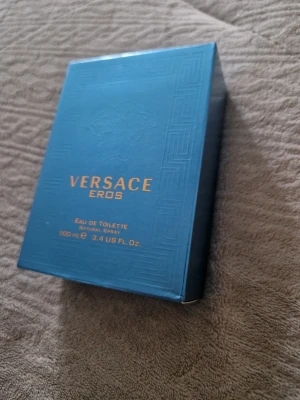 VERSACE
EROS
EAU DE TOILETTE
NATURAL SPRAY
100 ml e 3.4 US FL. OZ.